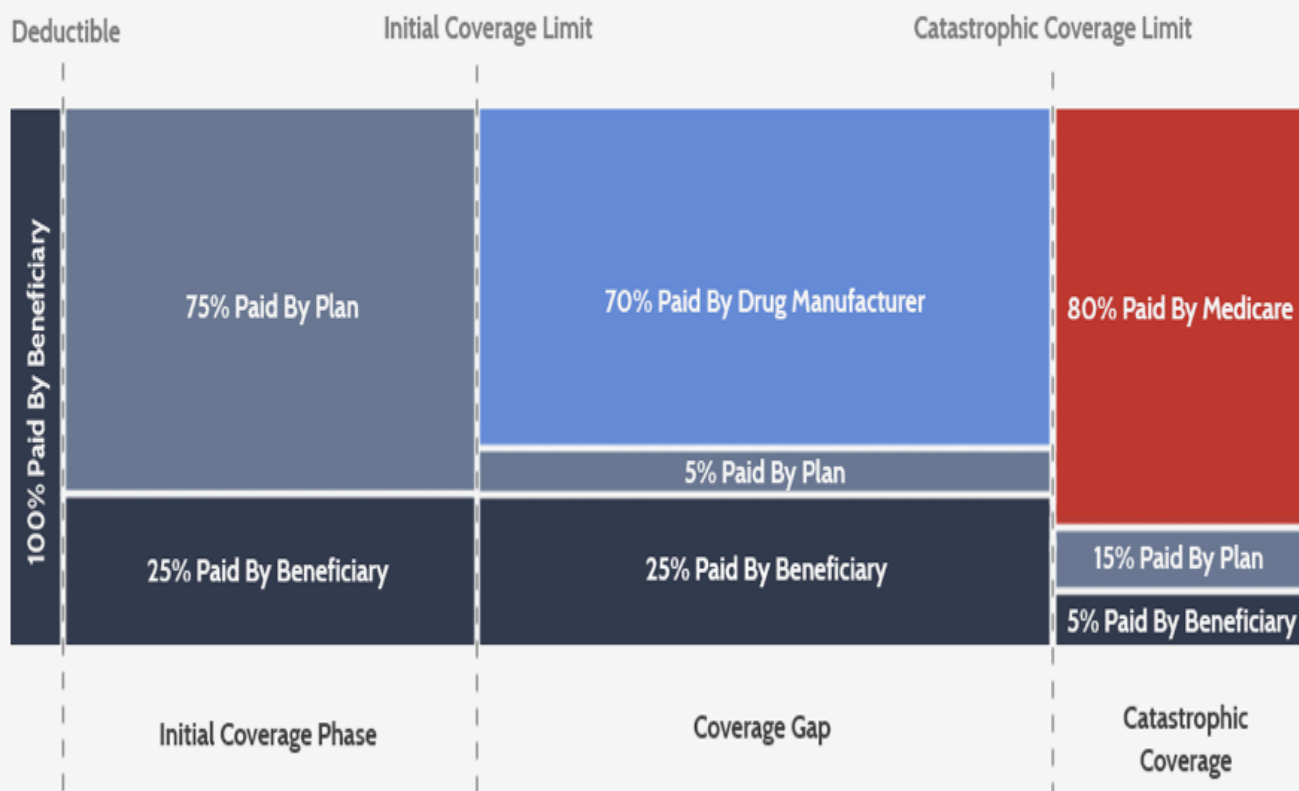 Deductible
Initial Coverage Limit
Catastrophic Coverage Limit
100% Paid By Beneficiary
75% Paid By Plan
25% Paid By Beneficiary
70% Paid By Drug Manufacturer
5% Paid By Plan
25% Paid By Beneficiary
80% Paid By Medicare
15% Paid By Plan
5% Paid By Beneficiary
Initial Coverage Phase
Coverage Gap
Catastrophic
Coverage